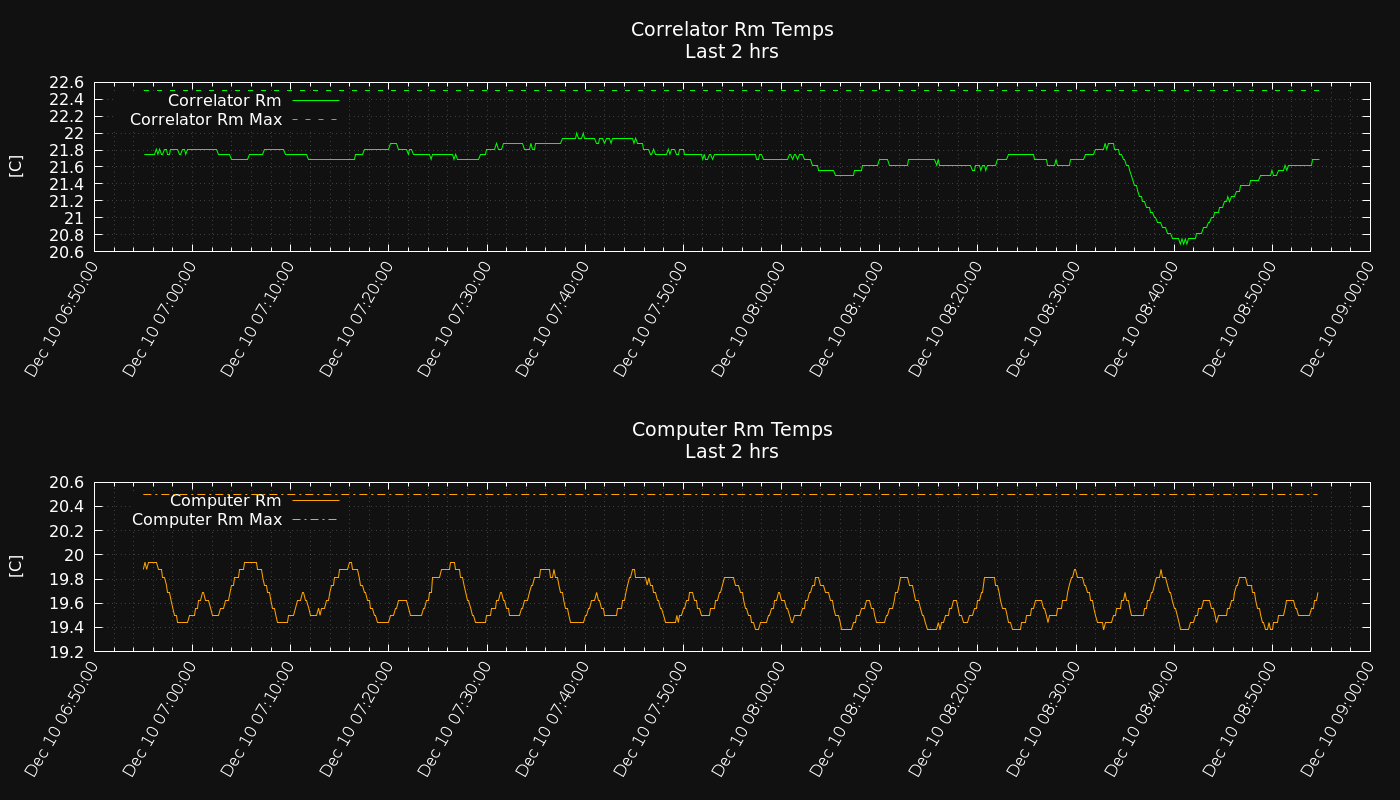 Correlator Rm Temps
Last 2 hrs
22.6
22.4
22.2
22
21.8
21.6
21.4
21.2
21
20.8
20.6
[C]
Correlator Rm
Correlator Rm Max
Dec 10 06:50:00
Dec 10 07:00:00
Dec 10 07:10:00
Dec 10 07:20:00
Dec 10 07:30:00
Dec 10 07:40:00
Dec 10 07:50:00
Dec 10 08:00:00
Dec 10 08:10:00
Dec 10 08:20:00
Dec 10 08:30:00
Dec 10 08:40:00
Dec 10 08:50:00
Dec 10 09:00:00
Computer Rm Temps
Last 2 hrs
20.6
20.4
20.2
20
19.8
19.6
19.4
19.2
[C]
Computer Rm
Computer Rm Max
Dec 10 06:50:00
Dec 10 07:00:00
Dec 10 07:10:00
Dec 10 07:20:00
Dec 10 07:30:00
Dec 10 07:40:00
Dec 10 07:50:00
Dec 10 08:00:00
Dec 10 08:10:00
Dec 10 08:20:00
Dec 10 08:30:00
Dec 10 08:40:00
Dec 10 08:50:00
Dec 10 09:00:00